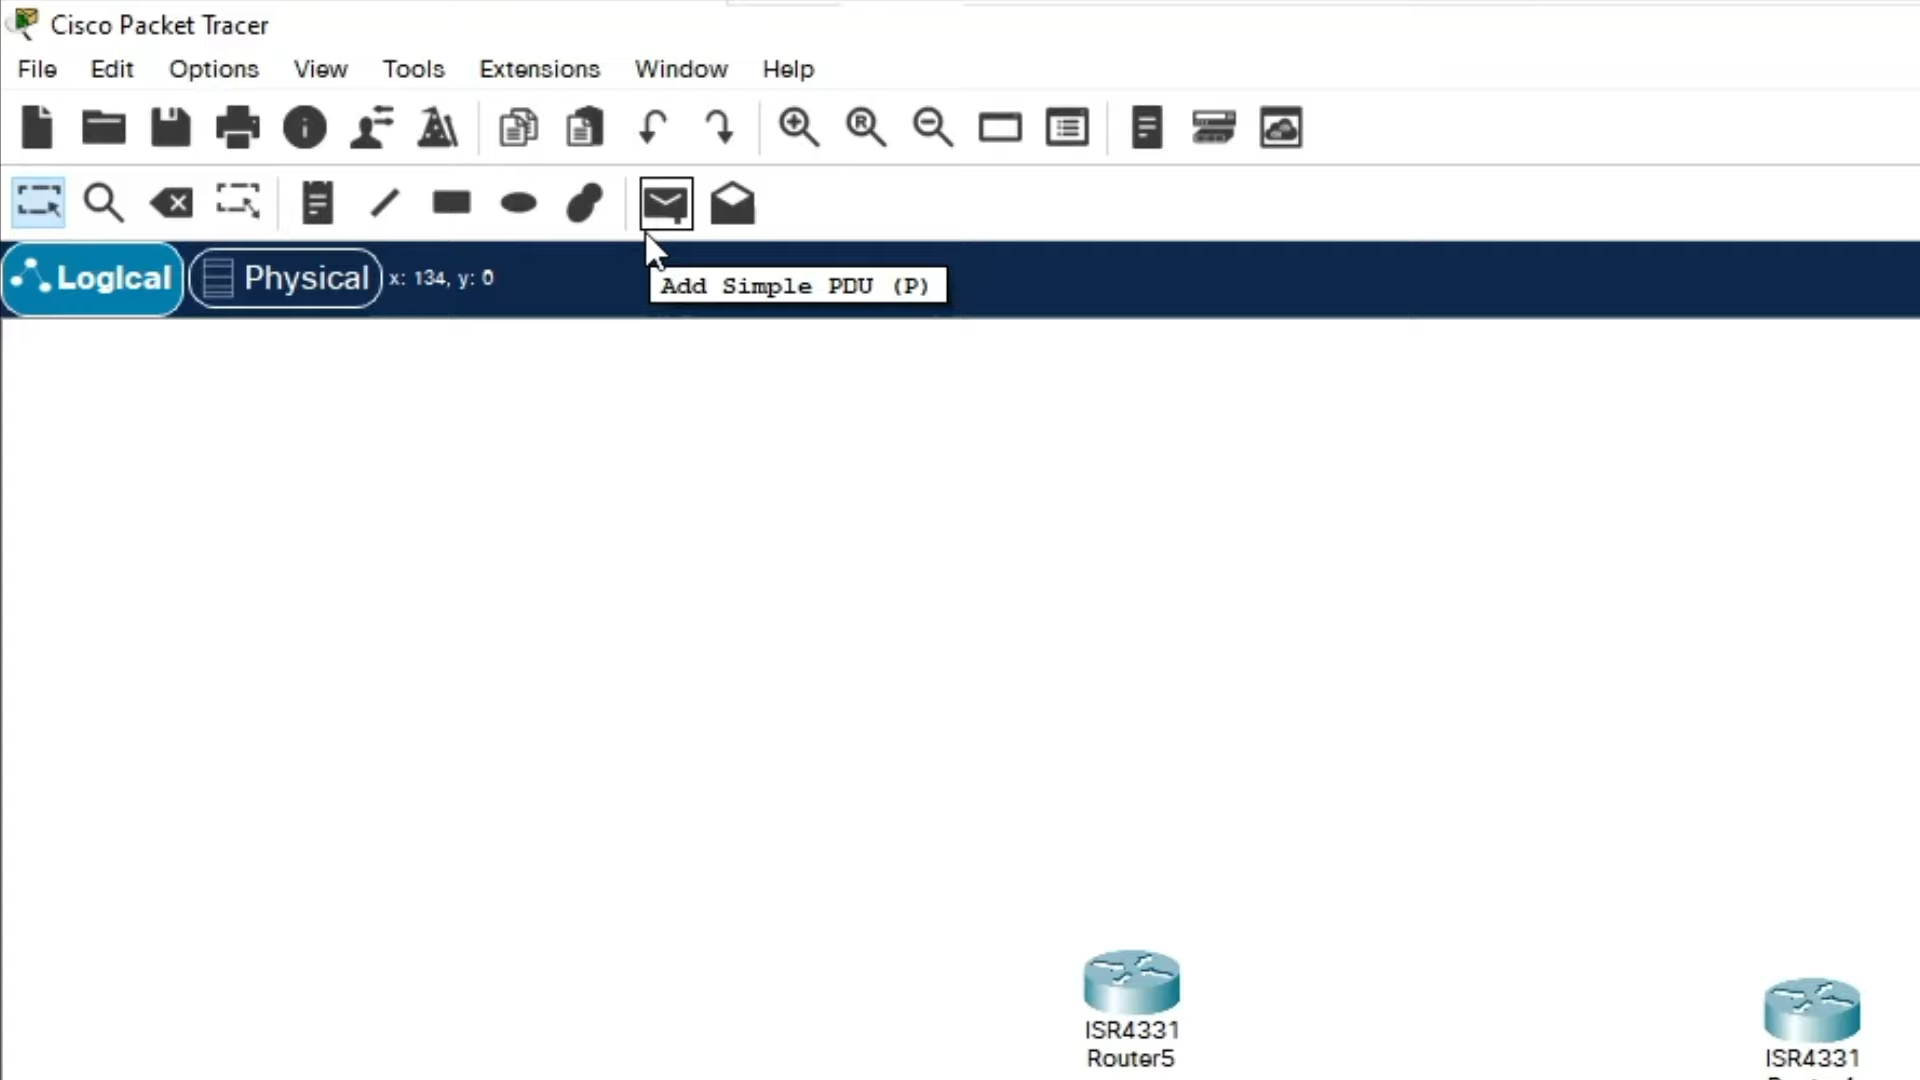 Cisco Packet Tracer
File Edit Options View Tools Extensions Window Help
Logical Physical x: 134, y: 0
Add Simple PDU (P)
ISR4331
Router5
ISR4331